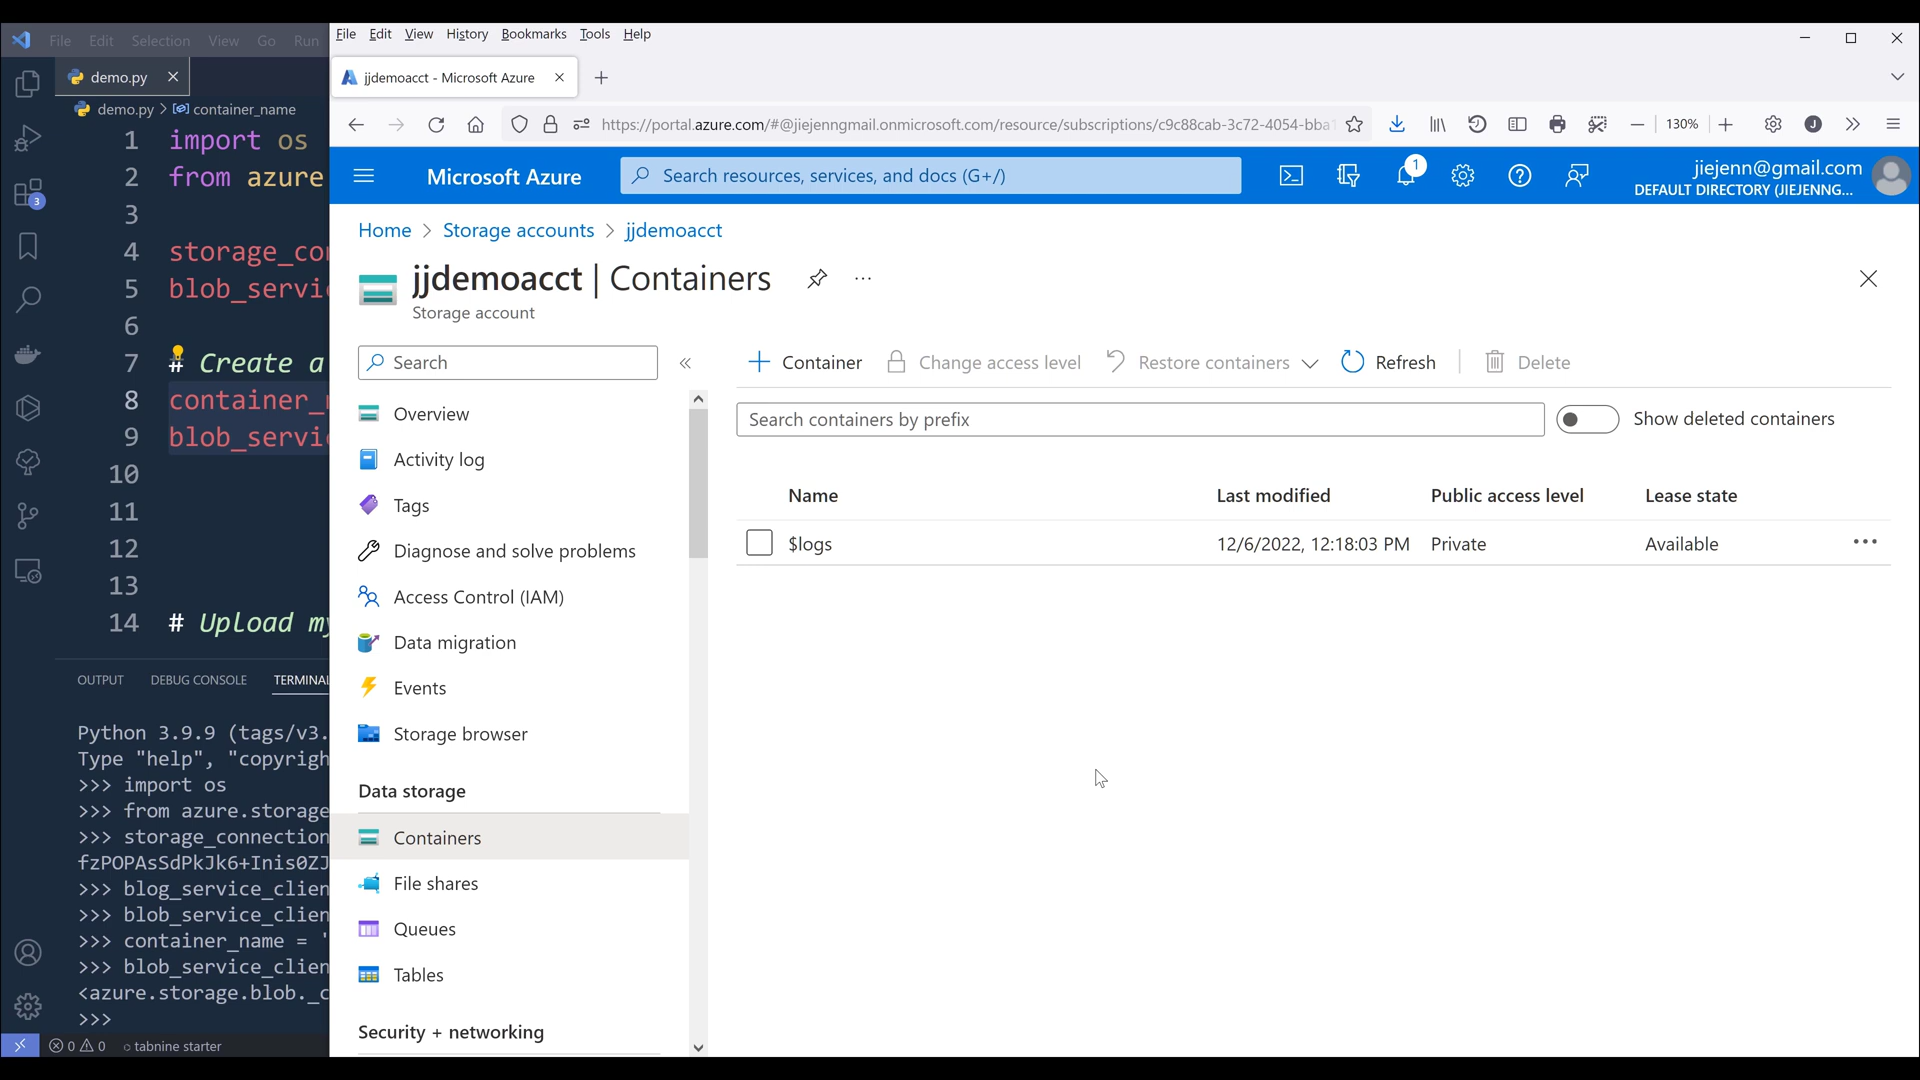 File Edit Selection View Go Run
demo.py
demo.py > container_name
1 import os
2 from azure
3
4 storage_con
5 blob_servic
6
7 # Create a
8 container_
9 blob_servic
10
11
12
13
14 # Upload my
3
OUTPUT DEBUG CONSOLE TERMINAL
Python 3.9.9 (tags/v3.
Type "help", "copyrigh
>>> import os
>>> from azure.storage
>>> storage_connection
fzPOPAsSdPkJk6+Inis0ZJ
>>> blog_service_clien
>>> blob_service_clien
>>> container_name = '
>>> blob_service_clien
<azure.storage.blob._c
>>>
0 0 tabnine starter
File Edit View History Bookmarks Tools Help
jjdemoacct - Microsoft Azure
https://portal.azure.com/#@jiejenngmail.onmicrosoft.com/resource/subscriptions/c9c88cab-3c72-4054-bba1
130%
J
Microsoft Azure
Search resources, services, and docs (G+/)
1
jiejenn@gmail.com
DEFAULT DIRECTORY (JIEJENNG...
Home > Storage accounts > jjdemoacct
jjdemoacct | Containers
Storage account
Search
Overview
Activity log
Tags
Diagnose and solve problems
Access Control (IAM)
Data migration
Events
Storage browser
Data storage
Containers
File shares
Queues
Tables
Security + networking
Container Change access level Restore containers Refresh Delete
Search containers by prefix
Show deleted containers
Name Last modified Public access level Lease state
$logs 12/6/2022, 12:18:03 PM Private Available